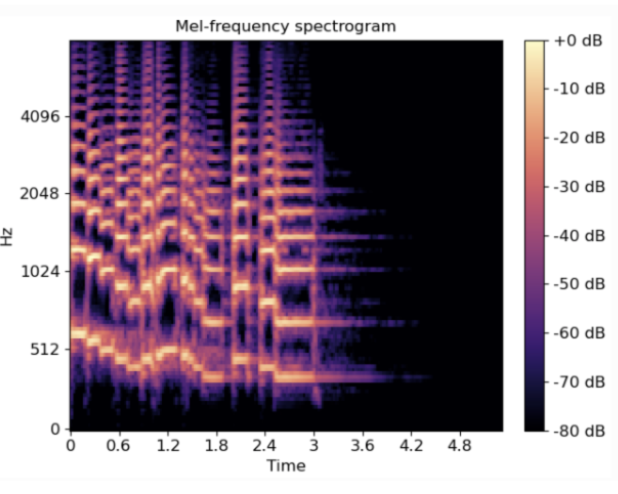 Mel-frequency spectrogram
+0 dB
-10 dB
-20 dB
-30 dB
-40 dB
-50 dB
-60 dB
-70 dB
-80 dB
Hz
4096
2048
1024
512
0
0 0.6 1.2 1.8 2.4 3 3.6 4.2 4.8
Time